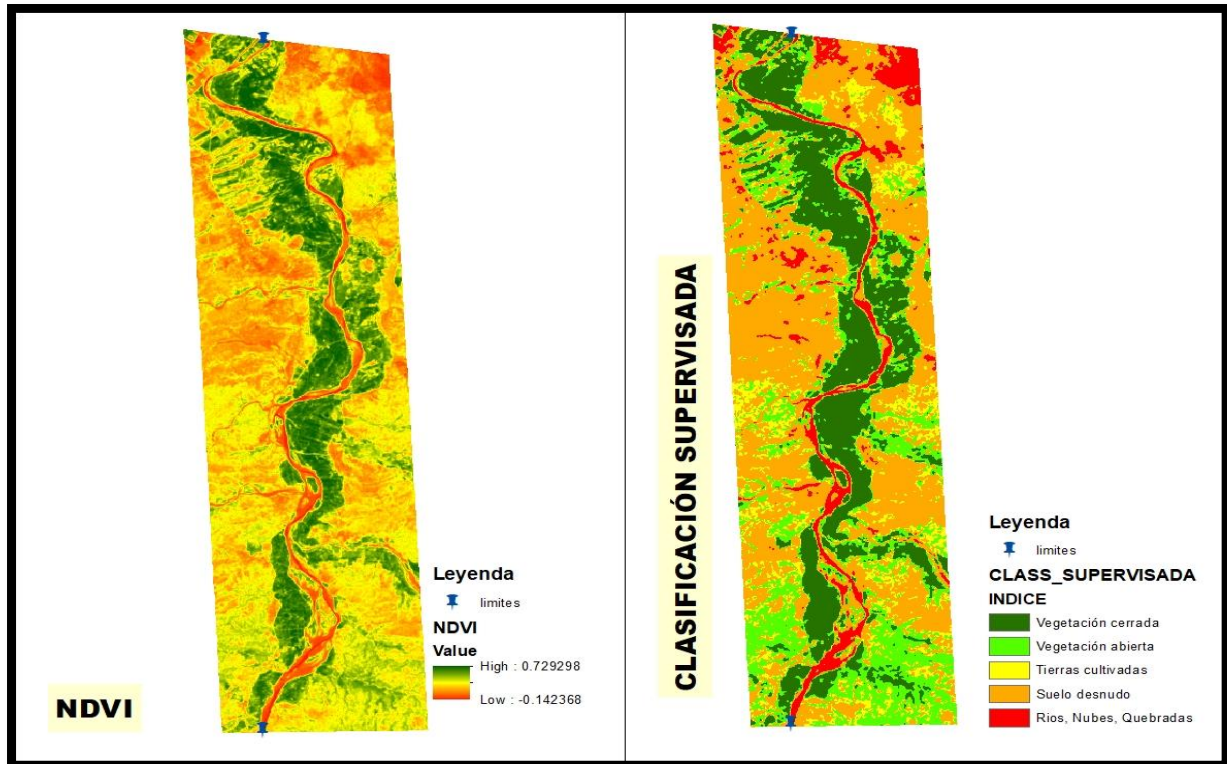 Leyenda
limites
NDVI
Value
High : 0.729298
Low : -0.142368
NDVI
CLASIFICACIÓN SUPERVISADA
Leyenda
limites
CLASS_SUPERVISADA
INDICE
Vegetación cerrada
Vegetación abierta
Tierras cultivadas
Suelo desnudo
Rios, Nubes, Quebradas